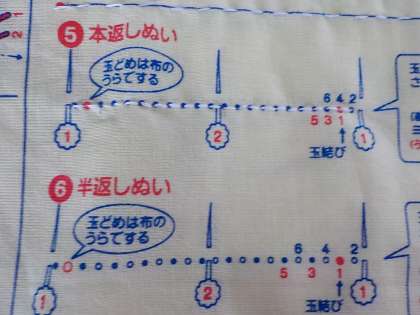 1
2
5 本返しぬい
玉どめは布の
うらでする
6 4 2
5 3 1
1
2
1
玉結び
6 半返しぬい
玉どめは布の
うらでする
6 4 2
5 3 1
1
2
1
玉結び